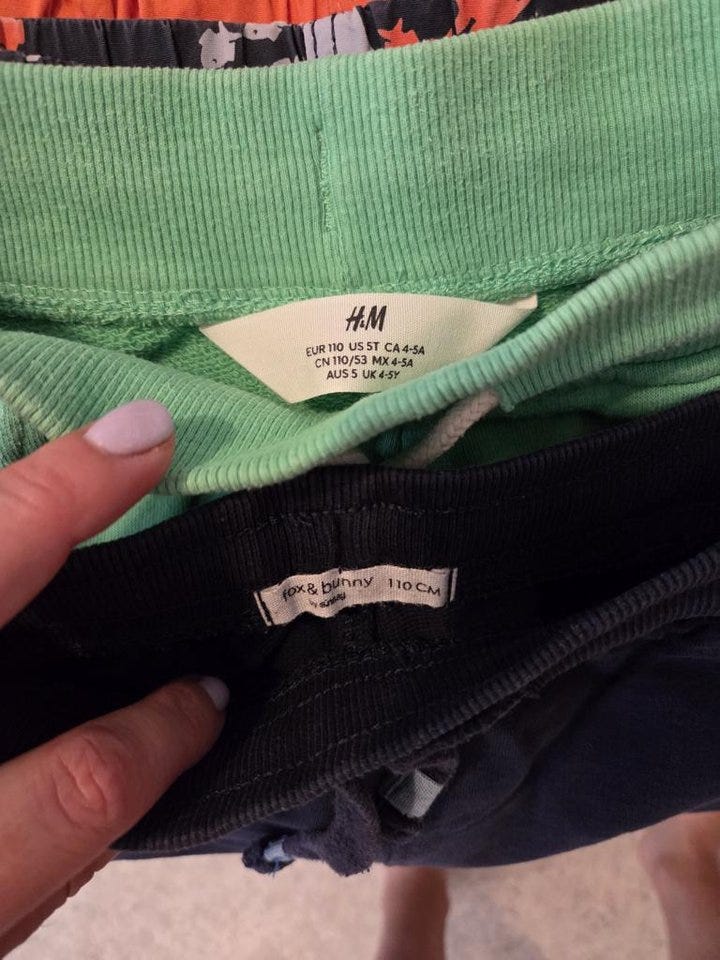 H&M
EUR 110 US 5T CA 4-5A
CN 110/53 MX 4-5A
AUS 5 UK 4-5Y
fox & bunny 110 CM
by